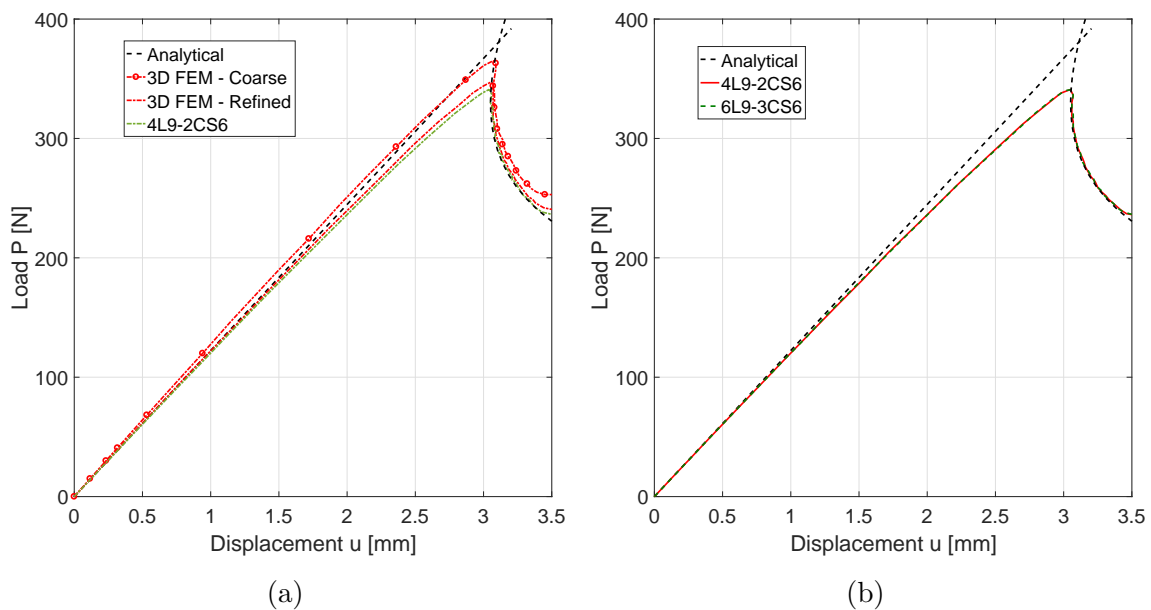 400
300
200
100
0
Load P [N]
Analytical
3D FEM - Coarse
3D FEM - Refined
4L9-2CS6
0 0.5 1 1.5 2 2.5 3 3.5
Displacement u [mm]
(a)
400
300
200
100
0
Load P [N]
Analytical
4L9-2CS6
6L9-3CS6
0 0.5 1 1.5 2 2.5 3 3.5
Displacement u [mm]
(b)